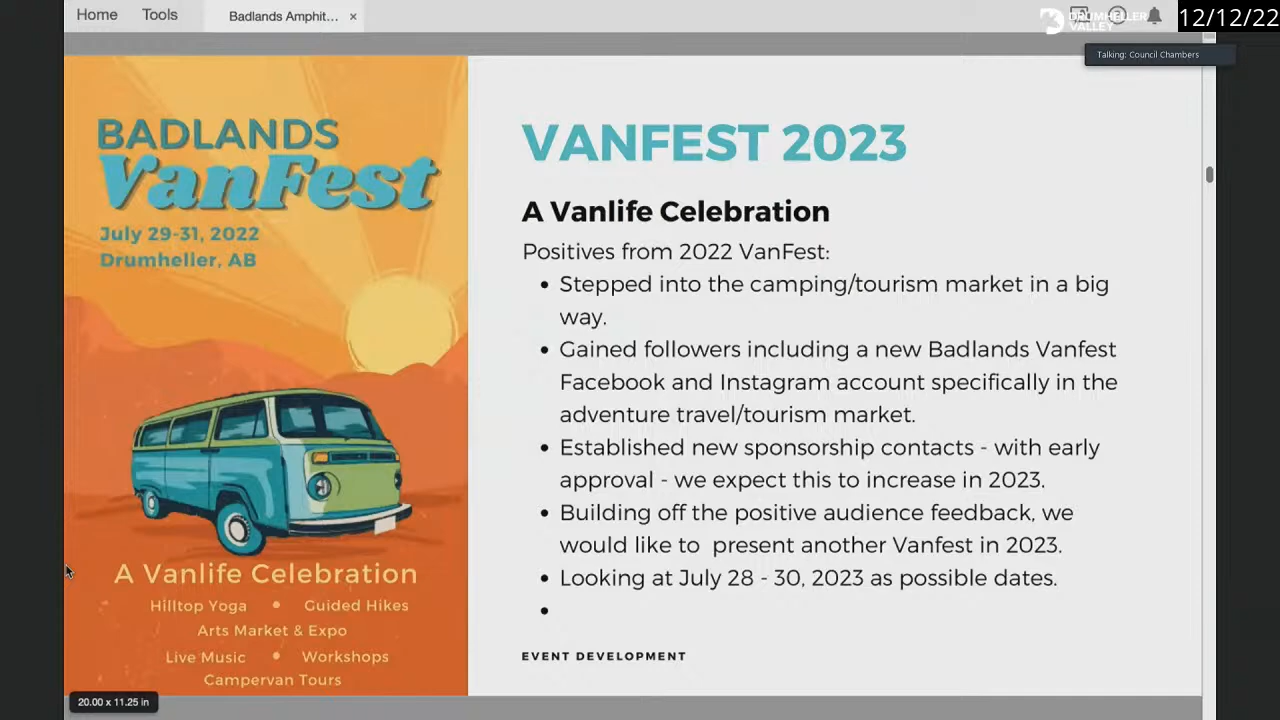 Home Tools Badlands Amphit... ×
DRUMHELLER
VALLEY
12/12/22
Talking: Council Chambers
BADLANDS
VanFest
July 29-31, 2022
Drumheller, AB
A Vanlife Celebration
Hilltop Yoga • Guided Hikes
Arts Market & Expo
Live Music • Workshops
Campervan Tours
20.00 x 11.25 in
VANFEST 2023
A Vanlife Celebration
Positives from 2022 VanFest:
• Stepped into the camping/tourism market in a big
way.
• Gained followers including a new Badlands Vanfest
Facebook and Instagram account specifically in the
adventure travel/tourism market.
• Established new sponsorship contacts - with early
approval - we expect this to increase in 2023.
• Building off the positive audience feedback, we
would like to  present another Vanfest in 2023.
• Looking at July 28 - 30, 2023 as possible dates.
•
EVENT DEVELOPMENT